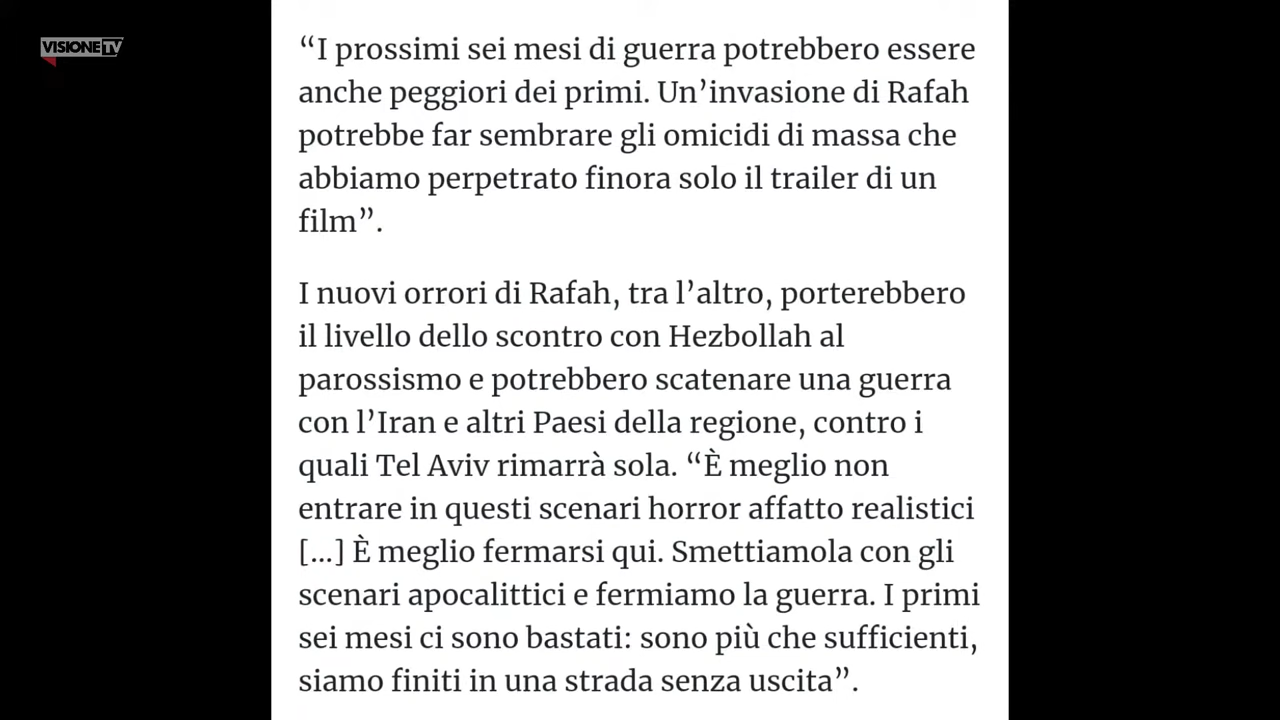 VISIONE TV
“I prossimi sei mesi di guerra potrebbero essere
anche peggiori dei primi. Un’invasione di Rafah
potrebbe far sembrare gli omicidi di massa che
abbiamo perpetrato finora solo il trailer di un
film”.
I nuovi orrori di Rafah, tra l’altro, porterebbero
il livello dello scontro con Hezbollah al
parossismo e potrebbero scatenare una guerra
con l’Iran e altri Paesi della regione, contro i
quali Tel Aviv rimarrà sola. “È meglio non
entrare in questi scenari horror affatto realistici
[…] È meglio fermarsi qui. Smettiamola con gli
scenari apocalittici e fermiamo la guerra. I primi
sei mesi ci sono bastati: sono più che sufficienti,
siamo finiti in una strada senza uscita”.